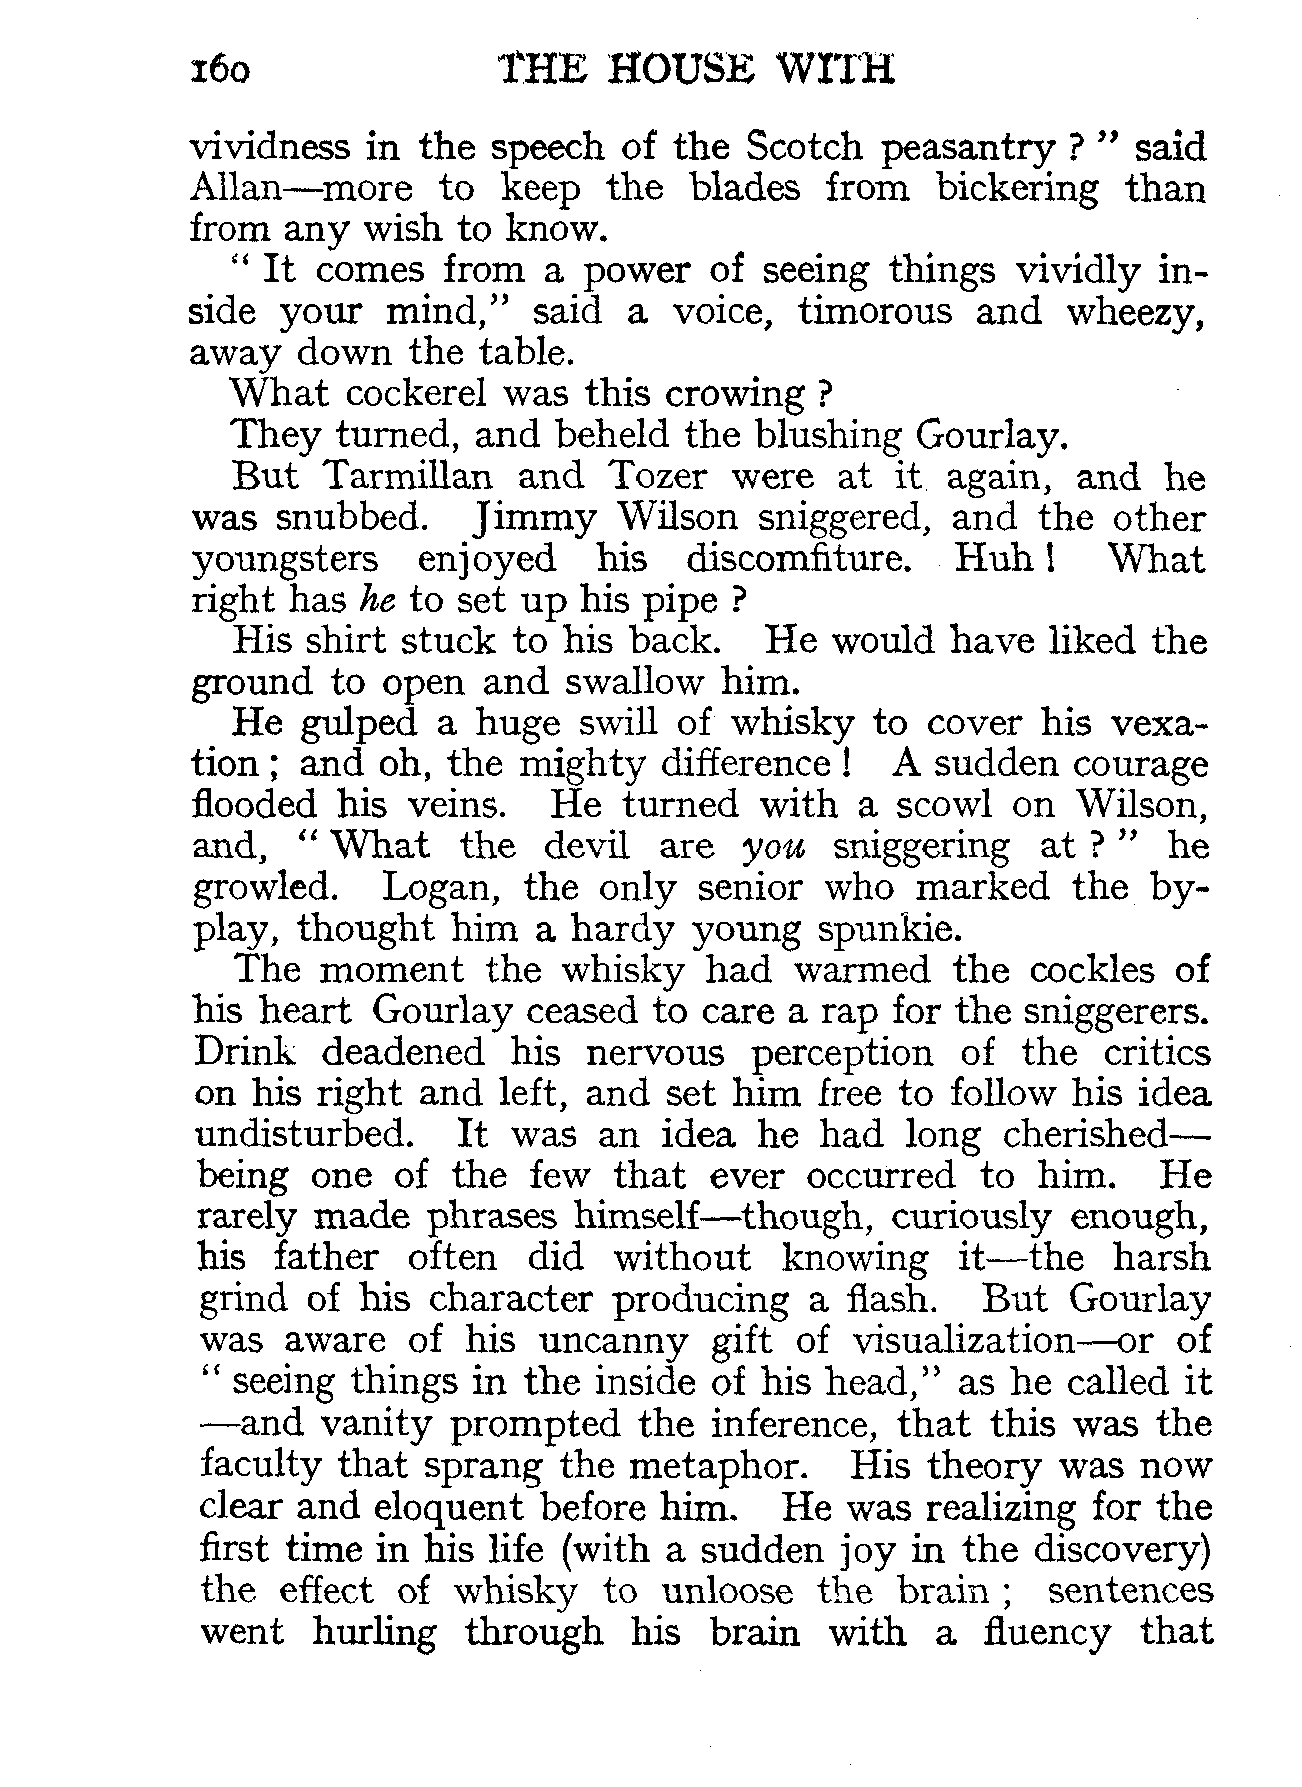 160 THE HOUSE WITH
vividness in the speech of the Scotch peasantry ? " said
Allan—more to keep the blades from bickering than
from any wish to know.
" It comes from a power of seeing things vividly in-
side your mind," said a voice, timorous and wheezy,
away down the table.
What cockerel was this crowing ?
They turned, and beheld the blushing Gourlay.
But Tarmillan and Tozer were at it again, and he
was snubbed. Jimmy Wilson sniggered, and the other
youngsters enjoyed his discomfiture. Huh ! What
right has he to set up his pipe ?
His shirt stuck to his back. He would have liked the
ground to open and swallow him.
He gulped a huge swill of whisky to cover his vexa-
tion ; and oh, the mighty difference ! A sudden courage
flooded his veins. He turned with a scowl on Wilson,
and, " What the devil are you sniggering at ? " he
growled. Logan, the only senior who marked the by-
play, thought him a hardy young spunkie.
The moment the whisky had warmed the cockles of
his heart Gourlay ceased to care a rap for the sniggerers.
Drink deadened his nervous perception of the critics
on his right and left, and set him free to follow his idea
undisturbed. It was an idea he had long cherished—
being one of the few that ever occurred to him. He
rarely made phrases himself—though, curiously enough,
his father often did without knowing it—the harsh
grind of his character producing a flash. But Gourlay
was aware of his uncanny gift of visualization—or of
" seeing things in the inside of his head," as he called it
—and vanity prompted the inference, that this was the
faculty that sprang the metaphor. His theory was now
clear and eloquent before him. He was realizing for the
first time in his life (with a sudden joy in the discovery)
the effect of whisky to unloose the brain ; sentences
went hurling through his brain with a fluency that